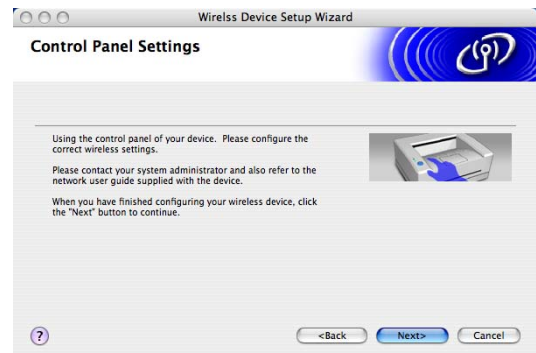 Wirelss Device Setup Wizard
Control Panel Settings
Using the control panel of your device. Please configure the
correct wireless settings.
Please contact your system administrator and also refer to the
network user guide supplied with the device.
When you have finished configuring your wireless device, click
the "Next" button to continue.
?
<Back
Next>
Cancel